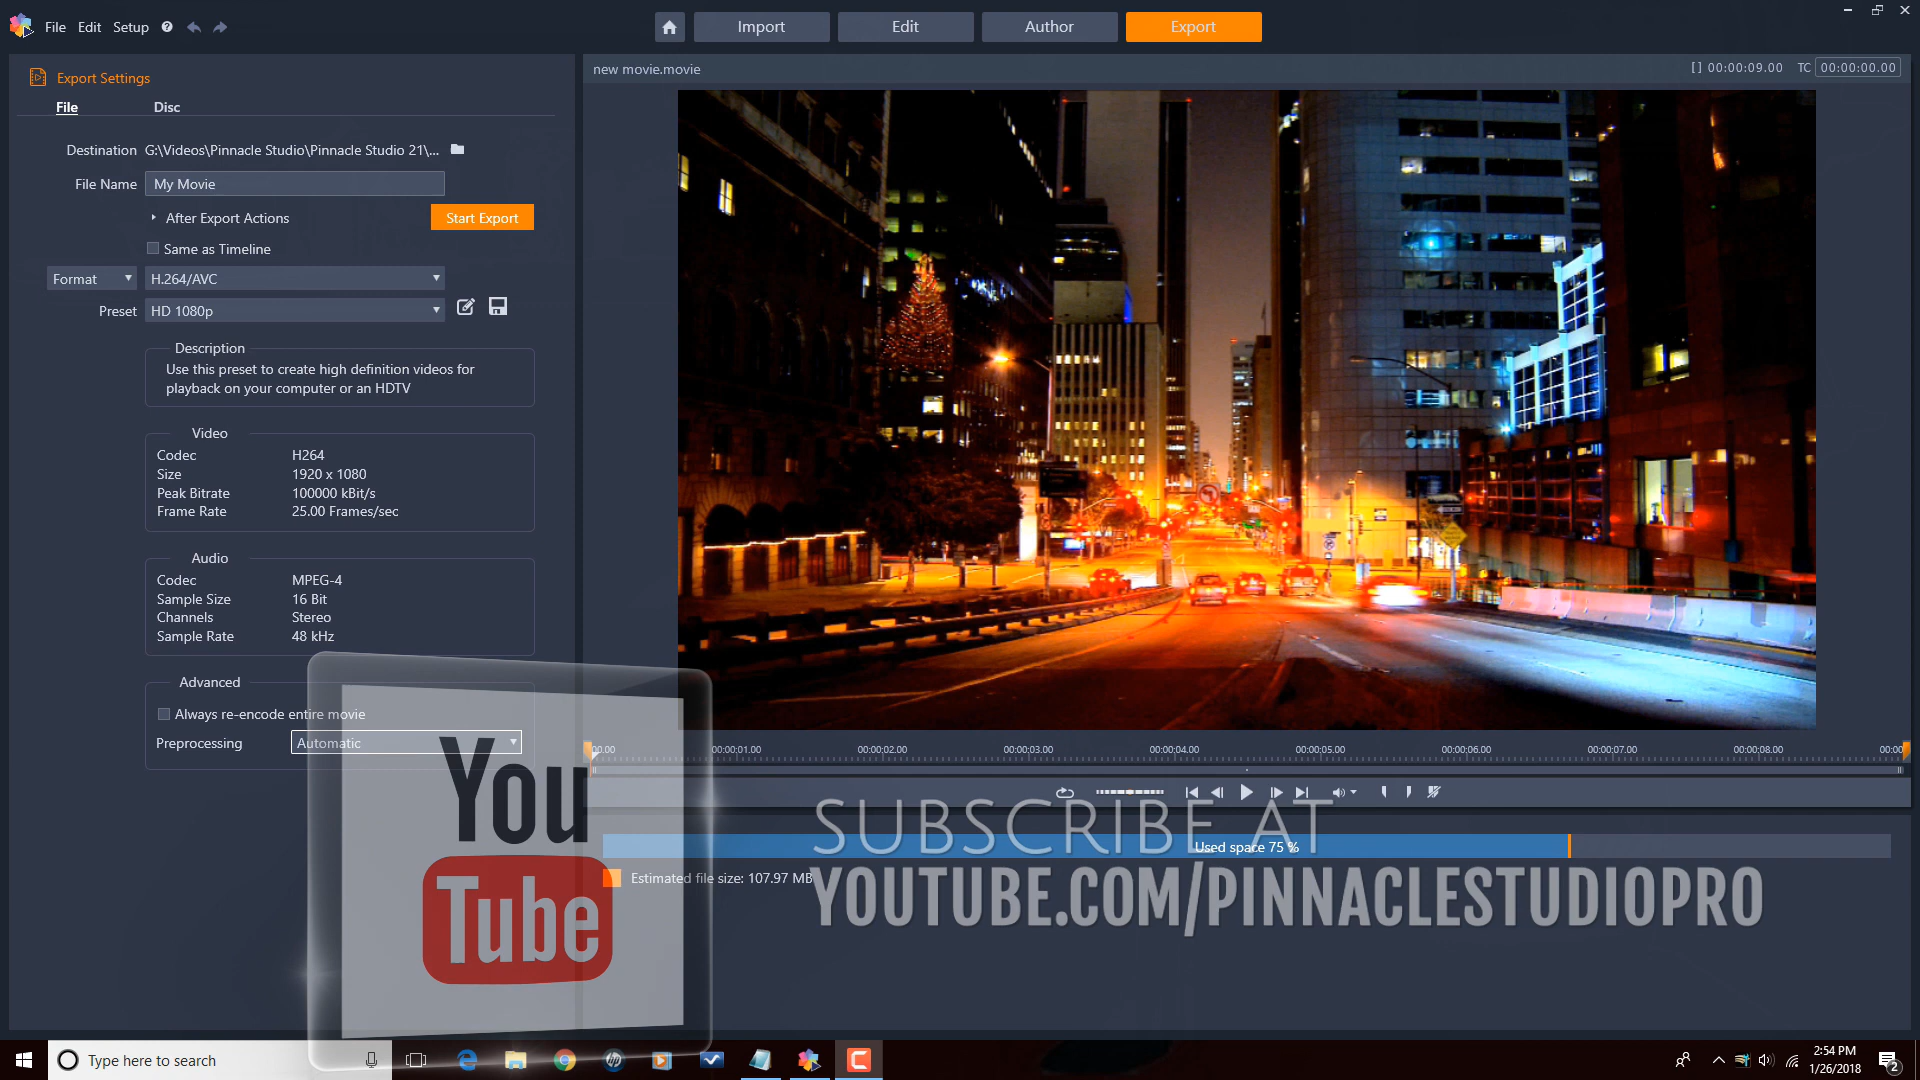 File Edit Setup ?
Import Edit Author Export
Export Settings
File Disc
Destination G:\Videos\Pinnacle Studio\Pinnacle Studio 21\...
File Name My Movie
After Export Actions Start Export
Same as Timeline
Format H.264/AVC
Preset HD 1080p
Description
Use this preset to create high definition videos for
playback on your computer or an HDTV
Video
Codec H264
Size 1920 x 1080
Peak Bitrate 100000 kBit/s
Frame Rate 25.00 Frames/sec
Audio
Codec MPEG-4
Sample Size 16 Bit
Channels Stereo
Sample Rate 48 kHz
Advanced
Always re-encode entire movie
Preprocessing Automatic
new movie.movie [] 00:00:09.00 TC 00:00:00.00
00.00 00:00:01.00 00:00:02.00 00:00:03.00 00:00:04.00 00:00:05.00 00:00:06.00 00:00:07.00 00:00:08.00 00:00
Used space 75 %
Estimated file size: 107.97 MB
You
Tube
SUBSCRIBE AT
YOUTUBE.COM/PINNACLESTUDIOPRO
Type here to search
hp
C
2:54 PM
1/26/2018
2